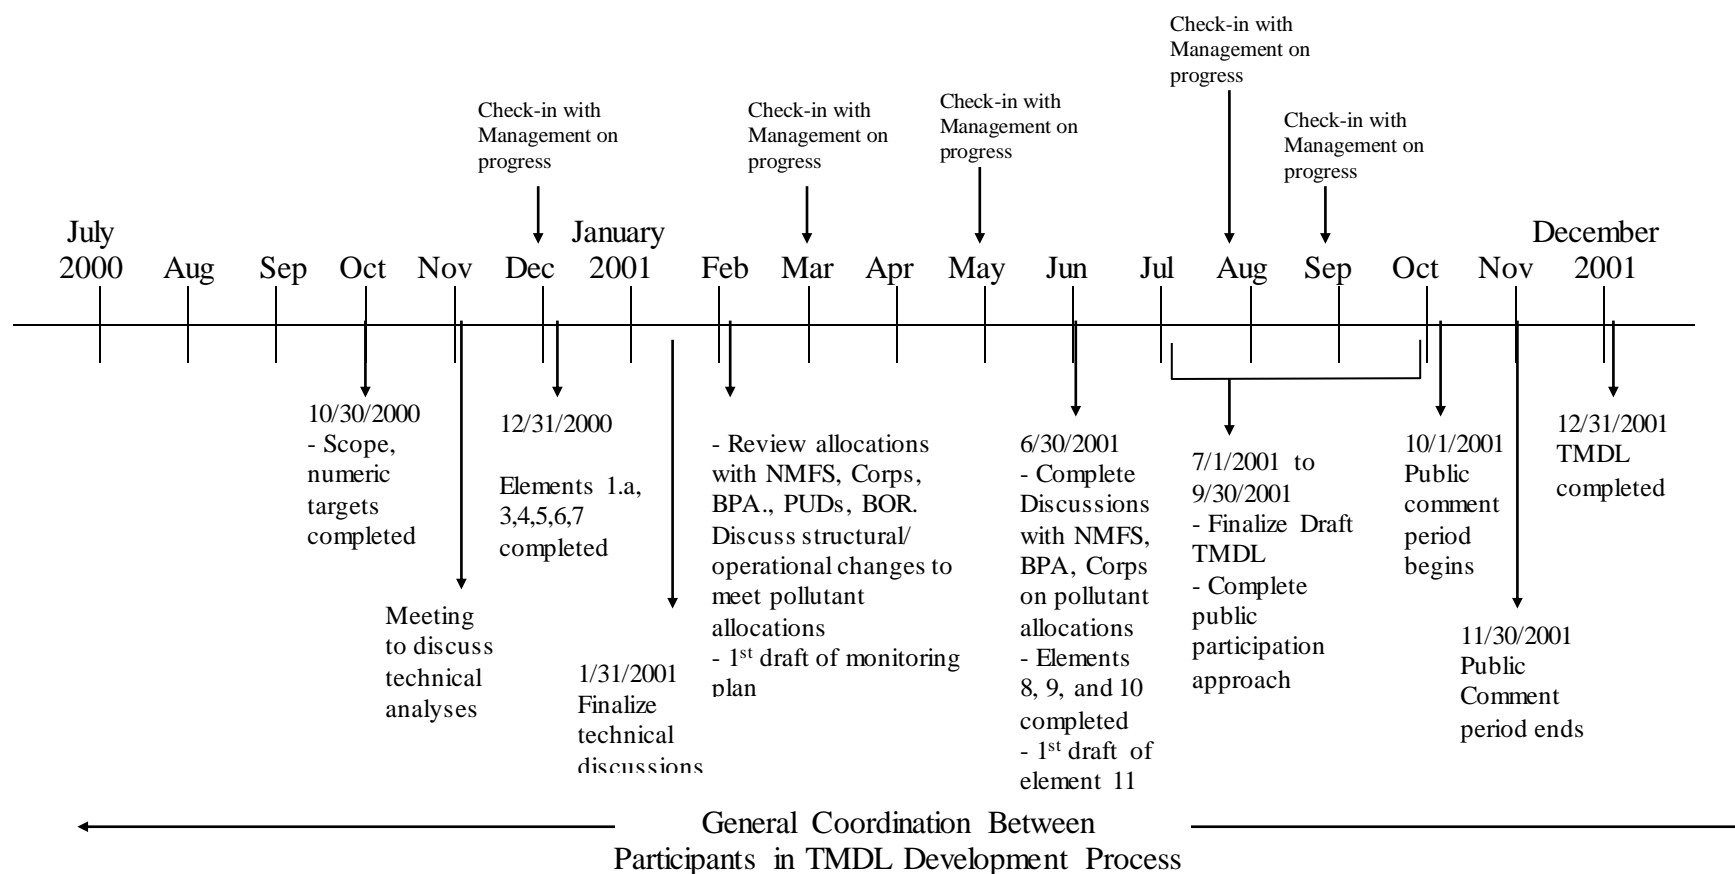 Check-in with
Management on
progress
Check-in with
Management on
progress
Check-in with
Management on
progress
Check-in with
Management on
progress
Check-in with
Management on
progress
July
2000
Aug
Sep
Oct
Nov
Dec
January
2001
Feb
Mar
Apr
May
Jun
Jul
Aug
Sep
Oct
Nov
December
2001
10/30/2000
- Scope,
numeric
targets
completed
Meeting
to discuss
technical
analyses
12/31/2000
Elements 1.a,
3,4,5,6,7
completed
1/31/2001
Finalize
technical
discussions
- Review allocations
with NMFS, Corps,
BPA., PUDs, BOR.
Discuss structural/
operational changes to
meet pollutant
allocations
- 1st draft of monitoring
plan
6/30/2001
- Complete
Discussions
with NMFS,
BPA, Corps
on pollutant
allocations
- Elements
8, 9, and 10
completed
- 1st draft of
element 11
7/1/2001 to
9/30/2001
- Finalize Draft
TMDL
- Complete
public
participation
approach
10/1/2001
Public
comment
period
begins
11/30/2001
Public
Comment
period ends
12/31/2001
TMDL
completed
General Coordination Between
Participants in TMDL Development Process